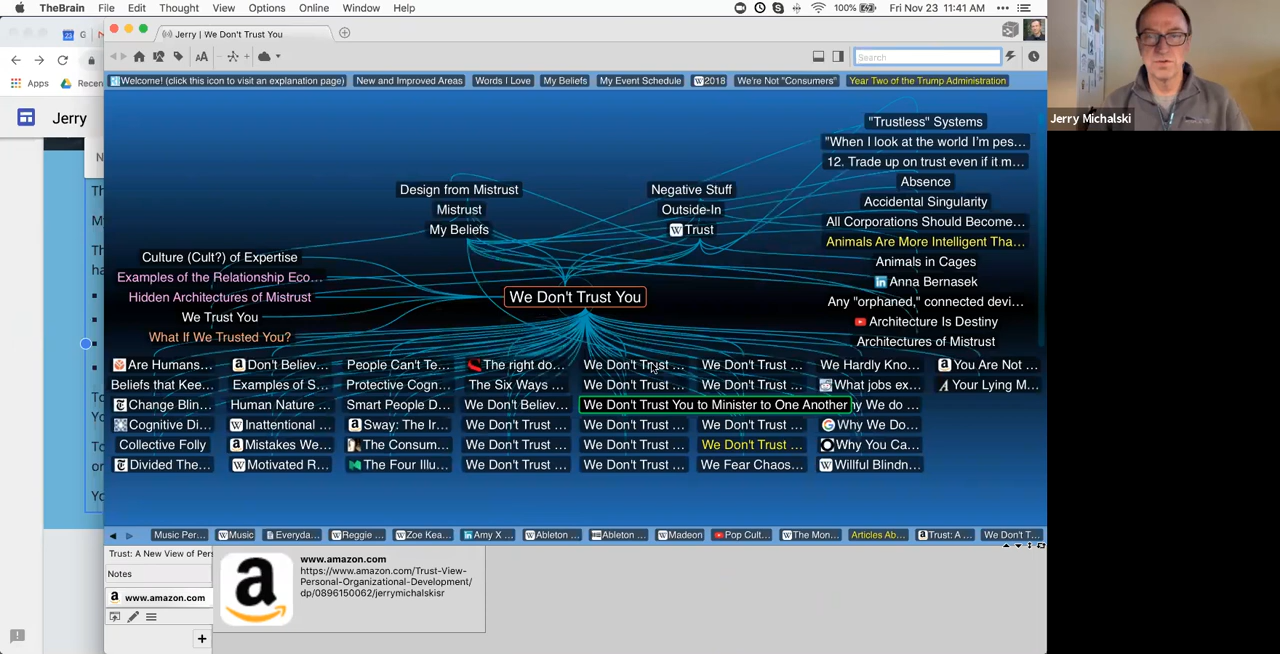 TheBrain File Edit Thought View Options Online Window Help 100% Fri Nov 23 11:41 AM
Jerry | We Don't Trust You
G
Apps Recen
Search
Welcome! (click this icon to visit an explanation page) New and Improved Areas Words I Love My Beliefs My Event Schedule 2018 We're Not "Consumers" Year Two of the Trump Administration
Jerry
Jerry Michalski
"Trustless" Systems
"When I look at the world I'm pes...
12. Trade up on trust even if it m...
Absence
Accidental Singularity
All Corporations Should Become...
Animals Are More Intelligent Tha...
Animals in Cages
Anna Bernasek
Any "orphaned," connected devi...
Architecture Is Destiny
Architectures of Mistrust
Design from Mistrust
Mistrust
My Beliefs
Negative Stuff
Outside-In
Trust
Culture (Cult?) of Expertise
Examples of the Relationship Eco...
Hidden Architectures of Mistrust
We Trust You
What If We Trusted You?
We Don't Trust You
Are Humans... Don't Believ... People Can't Te... The right do... We Don't Trust ... We Don't Trust ... We Hardly Kno... You Are Not ...
Beliefs that Kee... Examples of S... Protective Cogn... The Six Ways ... We Don't Trust ... We Don't Trust ... What jobs ex... Your Lying M...
Change Blin... Human Nature ... Smart People D... We Don't Believ... We Don't Trust You to Minister to One Another hy We do ...
Cognitive Di... Inattentional ... Sway: The Ir... We Don't Trust ... We Don't Trust ... We Don't Trust ... Why We Do...
Collective Folly Mistakes We... The Consum... We Don't Trust ... We Don't Trust ... We Don't Trust ... Why You Ca...
Divided The... Motivated R... The Four Illu... We Don't Trust ... We Don't Trust ... We Fear Chaos... Willful Blindn...
Music Per... Music Everyda... Reggie ... Zoe Kea... Amy X ... Ableton ... Ableton ... Madeon Pop Cult... The Mon... Articles Ab... Trust: A ... We Don't T...
Trust: A New View of Pers
Notes
www.amazon.com
www.amazon.com
https://www.amazon.com/Trust-View-
Personal-Organizational-Development/
dp/0896150062/jerrymichalskisr